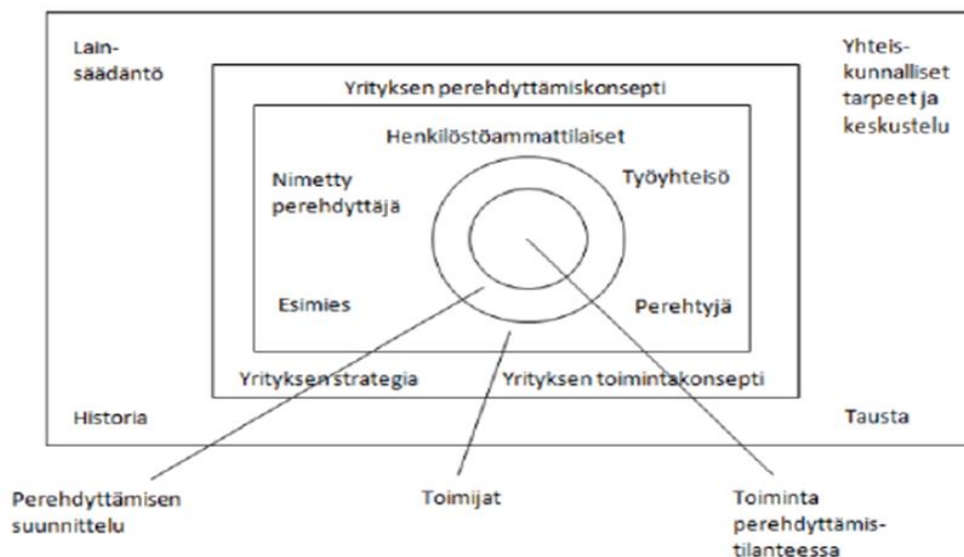 Lain-
säädäntö
Yhteis-
kunnalliset
tarpeet ja
keskustelu
Yrityksen perehdyttämiskonsepti
Henkilöstöammattilaiset
Nimetty
perehdyttäjä
Työyhteisö
Esimies
Perehtyjä
Yrityksen strategia
Yrityksen toimintakonsepti
Historia
Tausta
Perehdyttämisen
suunnittelu
Toimijat
Toiminta
perehdyttämis-
tilanteessa